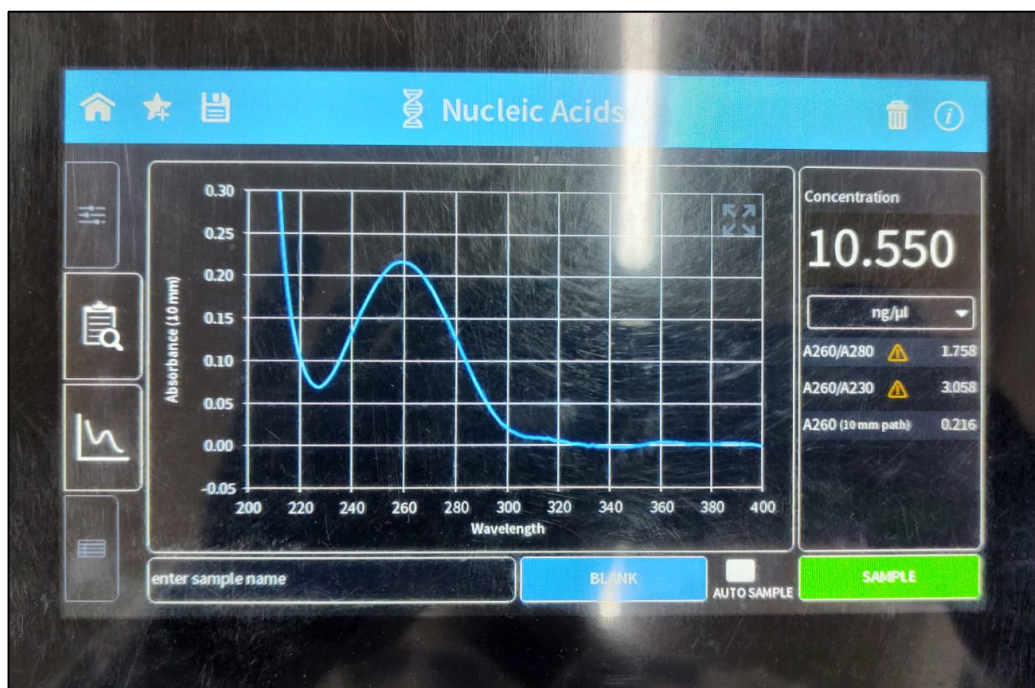 Nucleic Acids
0.30
0.25
0.20
0.15
0.10
0.05
0.00
-0.05
Absorbance (10 mm)
200 220 240 260 280 300 320 340 360 380 400
Wavelength
Concentration
10.550
ng/µl
A260/A280 1.758
A260/A230 3.058
A260 (10 mm path) 0.216
enter sample name
BLANK
AUTO SAMPLE
SAMPLE